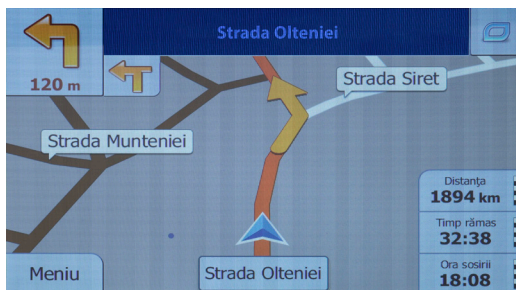 Strada Olteniei
120 m
Strada Siret
Strada Munteniei
Distanţa
1894 km
Timp rămas
32:38
Ora sosirii
18:08
Meniu
Strada Olteniei